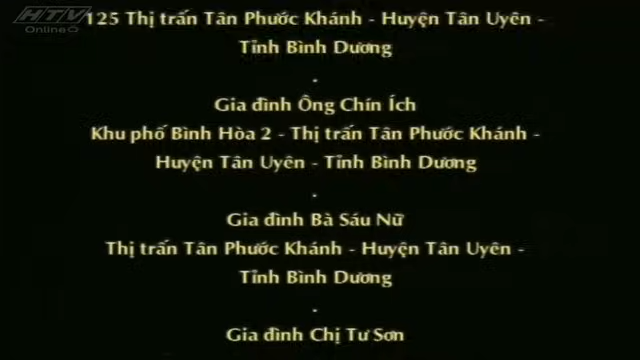 HTV
Online
125 Thị trấn Tân Phước Khánh - Huyện Tân Uyên -
Tỉnh Bình Dương
-
Gia đình Ông Chín Ích
Khu phố Bình Hòa 2 - Thị trấn Tân Phước Khánh -
Huyện Tân Uyên - Tỉnh Bình Dương
-
Gia đình Bà Sáu Nữ
Thị trấn Tân Phước Khánh - Huyện Tân Uyên -
Tỉnh Bình Dương
-
Gia đình Chị Tư Sơn